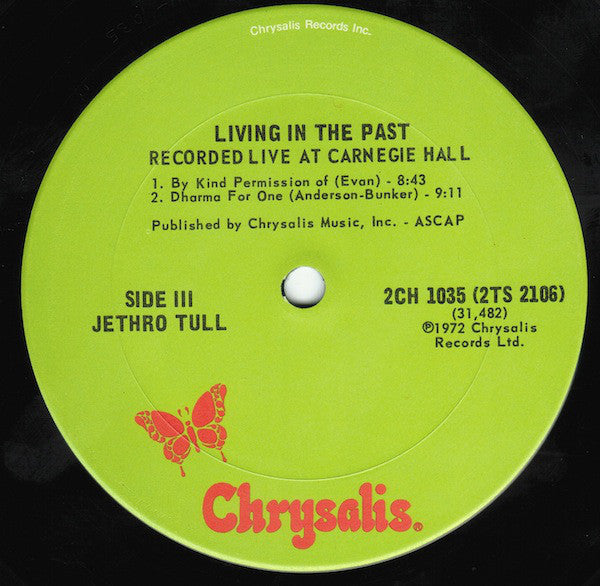 Chrysalis Records Inc.
LIVING IN THE PAST
RECORDED LIVE AT CARNEGIE HALL
1. By Kind Permission of (Evan) - 8:43
2. Dharma For One (Anderson-Bunker) - 9:11
Published by Chrysalis Music, Inc. - ASCAP
SIDE III
JETHRO TULL
2CH 1035 (2TS 2106)
(31,482)
℗1972 Chrysalis
Records Ltd.
Chrysalis®